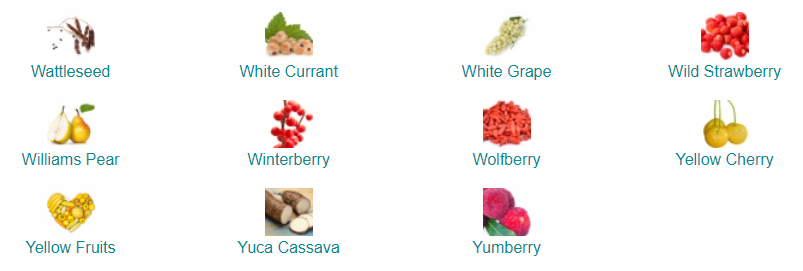 Wattleseed
White Currant
White Grape
Wild Strawberry
Williams Pear
Winterberry
Wolfberry
Yellow Cherry
Yellow Fruits
Yuca Cassava
Yumberry